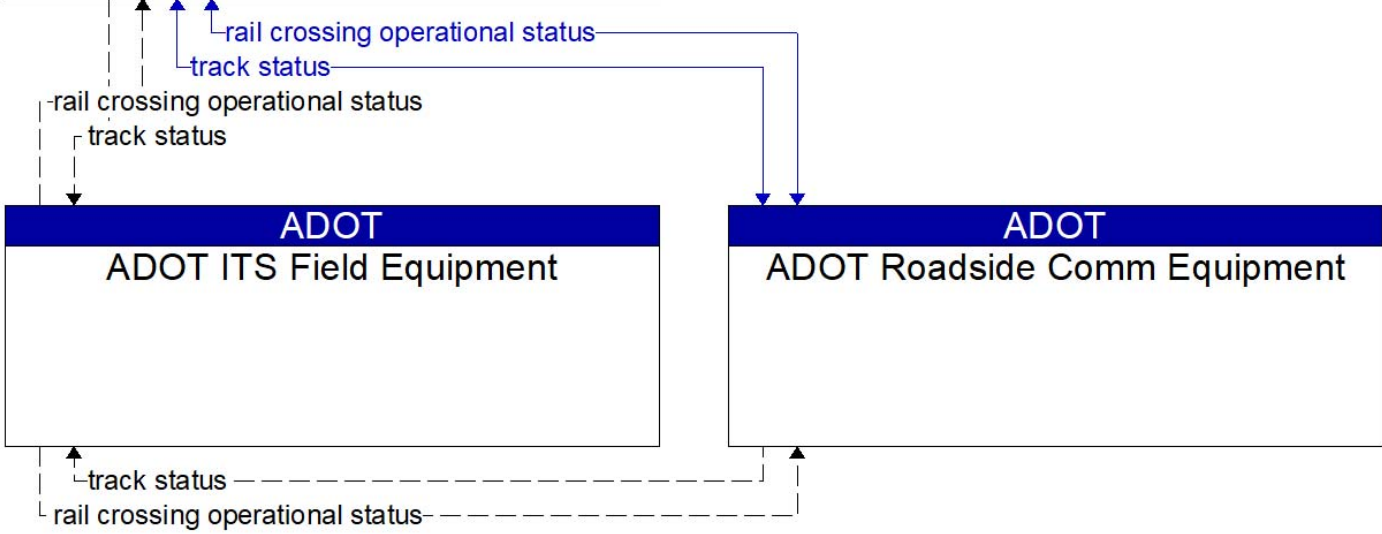 rail crossing operational status
track status
rail crossing operational status
track status
ADOT
ADOT ITS Field Equipment
ADOT
ADOT Roadside Comm Equipment
track status
rail crossing operational status